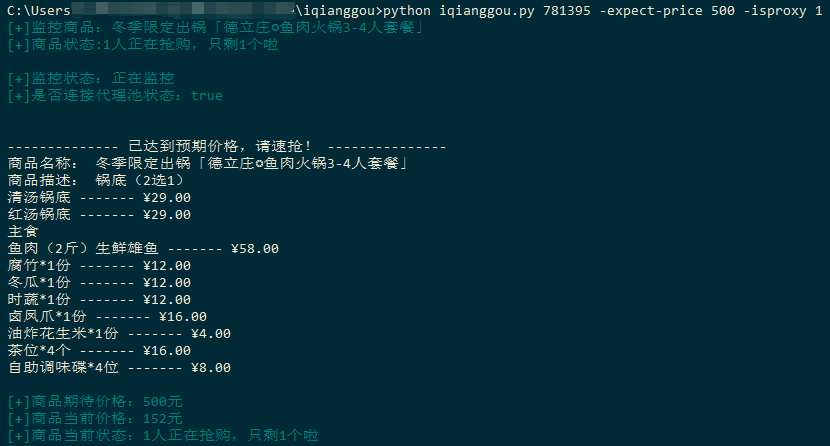 C:\Users \iqianggou>python iqianggou.py 781395 -expect-price 500 -isproxy 1
[+]监控商品：冬季限定出锅「德立庄✪鱼肉火锅3-4人套餐」
[+]商品状态:1人正在抢购，只剩1个啦
[+]监控状态：正在监控
[+]是否连接代理池状态：true
-------------- 已达到预期价格，请速抢！ ---------------
商品名称： 冬季限定出锅「德立庄✪鱼肉火锅3-4人套餐」
商品描述： 锅底（2选1）
清汤锅底 ------- ¥29.00
红汤锅底 ------- ¥29.00
主食
鱼肉（2斤）生鲜雄鱼 ------- ¥58.00
腐竹*1份 ------- ¥12.00
冬瓜*1份 ------- ¥12.00
时蔬*1份 ------- ¥12.00
卤凤爪*1份 ------- ¥16.00
油炸花生米*1份 ------- ¥4.00
茶位*4个 ------- ¥16.00
自助调味碟*4位 ------- ¥8.00
[+]商品期待价格：500元
[+]商品当前价格：152元
[+]商品当前状态：1人正在抢购，只剩1个啦